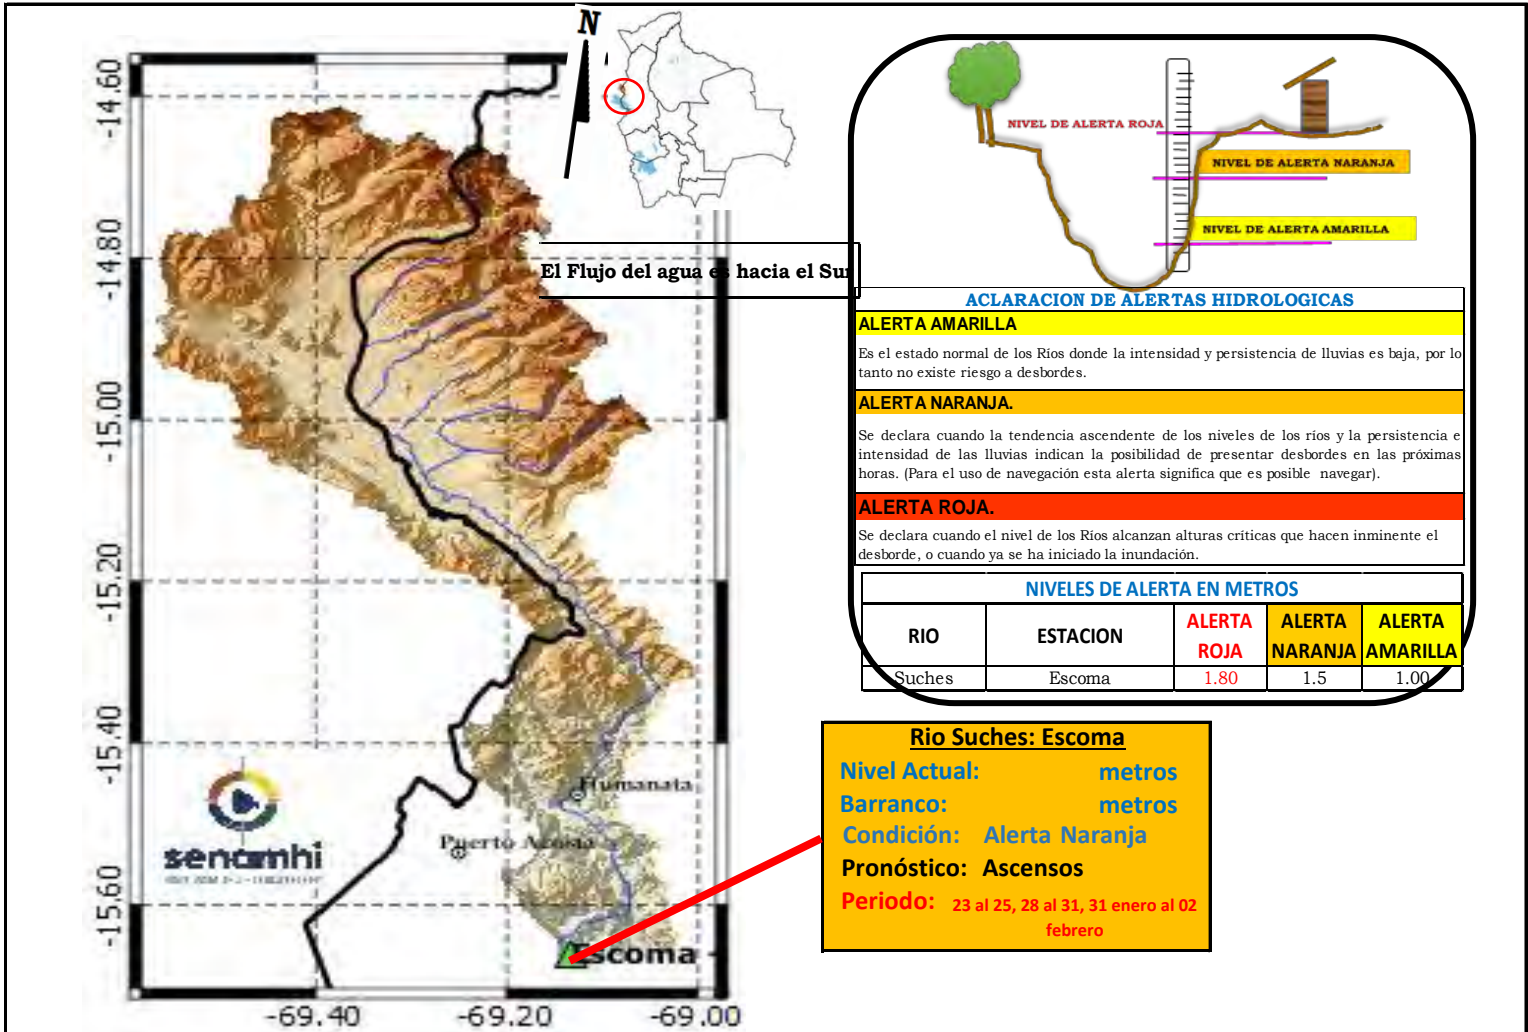 N
-14.60
-14.80
-15.00
-15.20
-15.40
-15.60
-69.40
-69.20
-69.00
El Flujo del agua es hacia el Sur
Humanata
Puerto Acosta
Escoma
senamhi
NIVEL DE ALERTA ROJA
NIVEL DE ALERTA NARANJA
NIVEL DE ALERTA AMARILLA
ACLARACION DE ALERTAS HIDROLOGICAS
ALERTA AMARILLA
Es el estado normal de los Ríos donde la intensidad y persistencia de lluvias es baja, por lo
tanto no existe riesgo a desbordes.
ALERTA NARANJA.
Se declara cuando la tendencia ascendente de los niveles de los ríos y la persistencia e
intensidad de las lluvias indican la posibilidad de presentar desbordes en las próximas
horas. (Para el uso de navegación esta alerta significa que es posible navegar).
ALERTA ROJA.
Se declara cuando el nivel de los Ríos alcanzan alturas críticas que hacen inminente el
desborde, o cuando ya se ha iniciado la inundación.
NIVELES DE ALERTA EN METROS
RIO ESTACION ALERTA ROJA ALERTA NARANJA ALERTA AMARILLA
Suches Escoma 1.80 1.5 1.00
Rio Suches: Escoma
Nivel Actual: metros
Barranco: metros
Condición: Alerta Naranja
Pronóstico: Ascensos
Periodo: 23 al 25, 28 al 31, 31 enero al 02
febrero